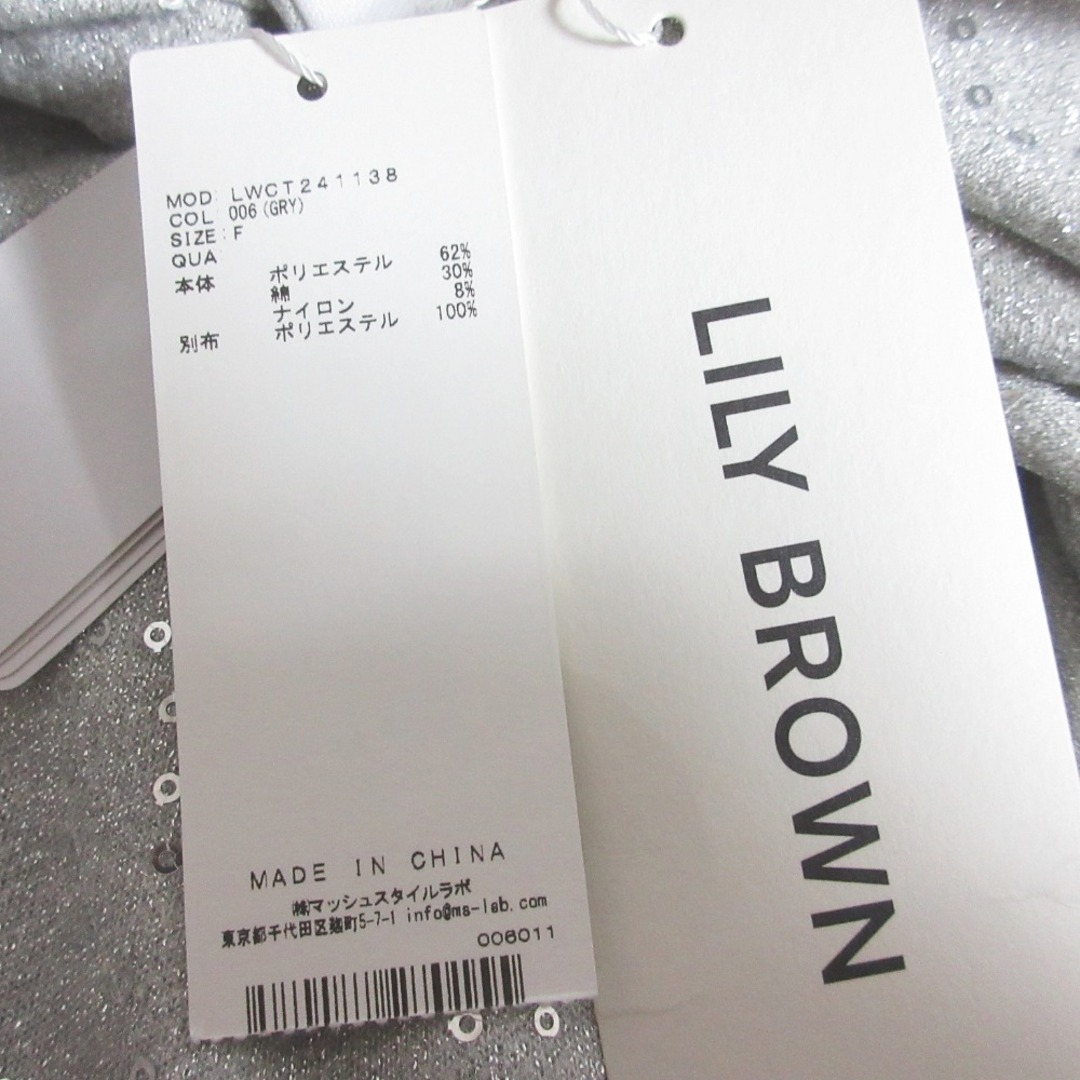 MOD: LWCT241138
COL 006(GRY)
SIZE:F
QUA
本体 ポリエステル 62%
綿 30%
ナイロン 8%
別布 ポリエステル 100%
MADE IN CHINA
㈱マッシュスタイルラボ
東京都千代田区麹町5-7-1 info@ms-lab.com
006011
LILY BROWN